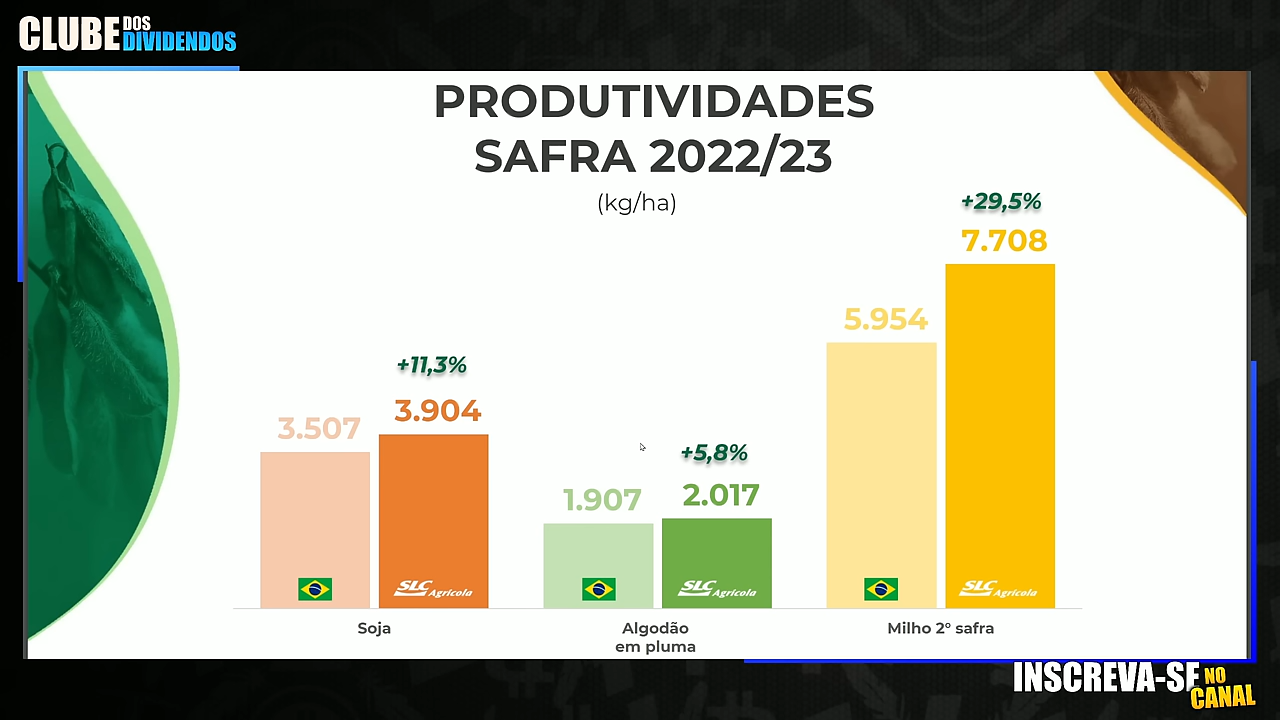 CLUBE DOS DIVIDENDOS
PRODUTIVIDADES
SAFRA 2022/23
(kg/ha)
+29,5%
7.708
5.954
+11,3%
3.904
3.507
+5,8%
2.017
1.907
SLC Agrícola
SLC Agrícola
SLC Agrícola
Soja
Algodão
em pluma
Milho 2º safra
INSCREVA-SE NO CANAL